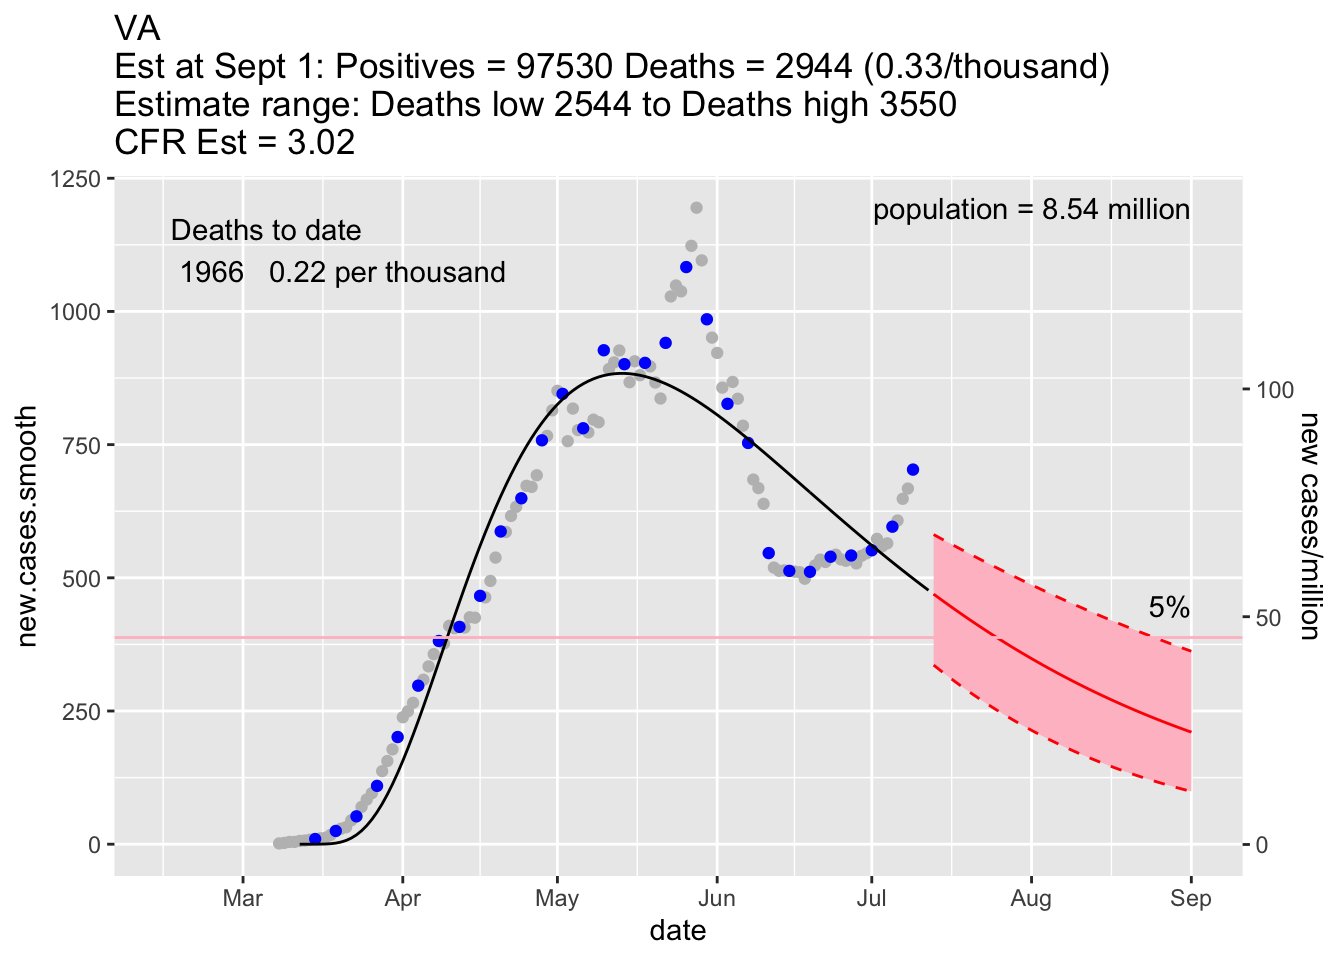 VA
Est at Sept 1: Positives = 97530 Deaths = 2944 (0.33/thousand)
Estimate range: Deaths low 2544 to Deaths high 3550
CFR Est = 3.02
1250
1000
750
500
250
0
new.cases.smooth
Deaths to date
1966 0.22 per thousand
population = 8.54 million
5%
100
50
0
new cases/million
Mar Apr May Jun Jul Aug Sep
date